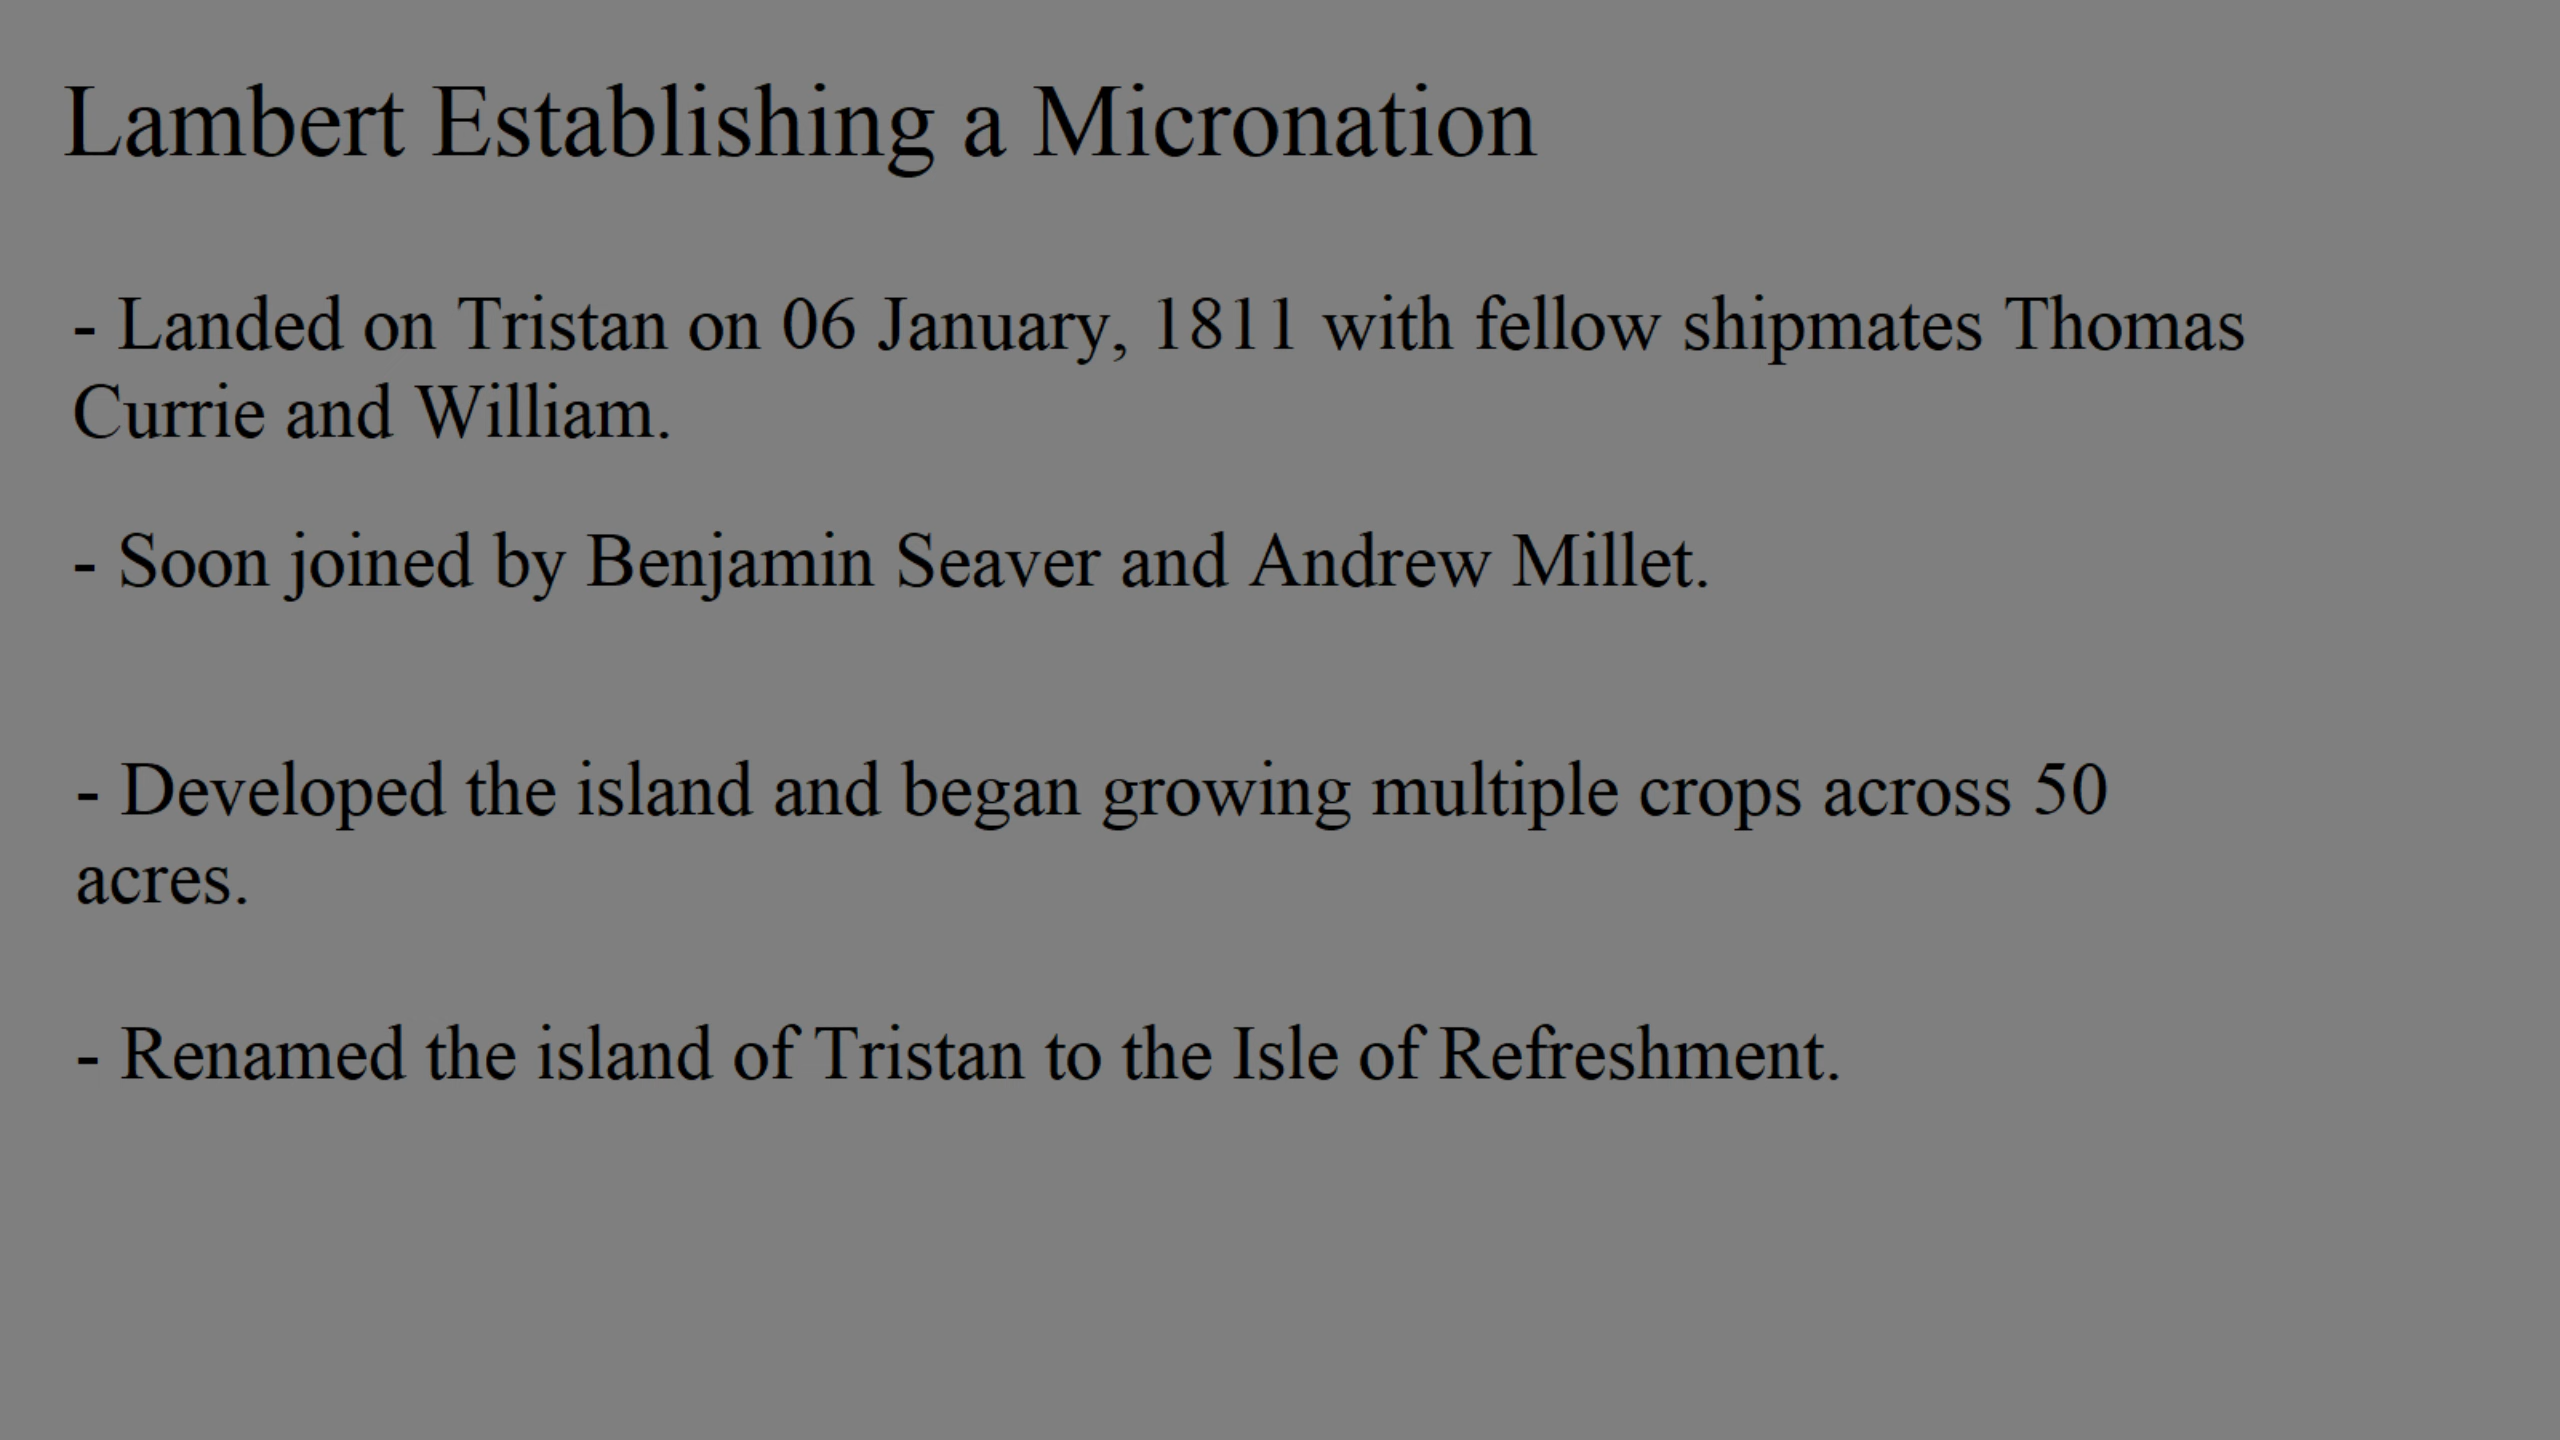 Lambert Establishing a Micronation
- Landed on Tristan on 06 January, 1811 with fellow shipmates Thomas
Currie and William.
- Soon joined by Benjamin Seaver and Andrew Millet.
- Developed the island and began growing multiple crops across 50
acres.
- Renamed the island of Tristan to the Isle of Refreshment.